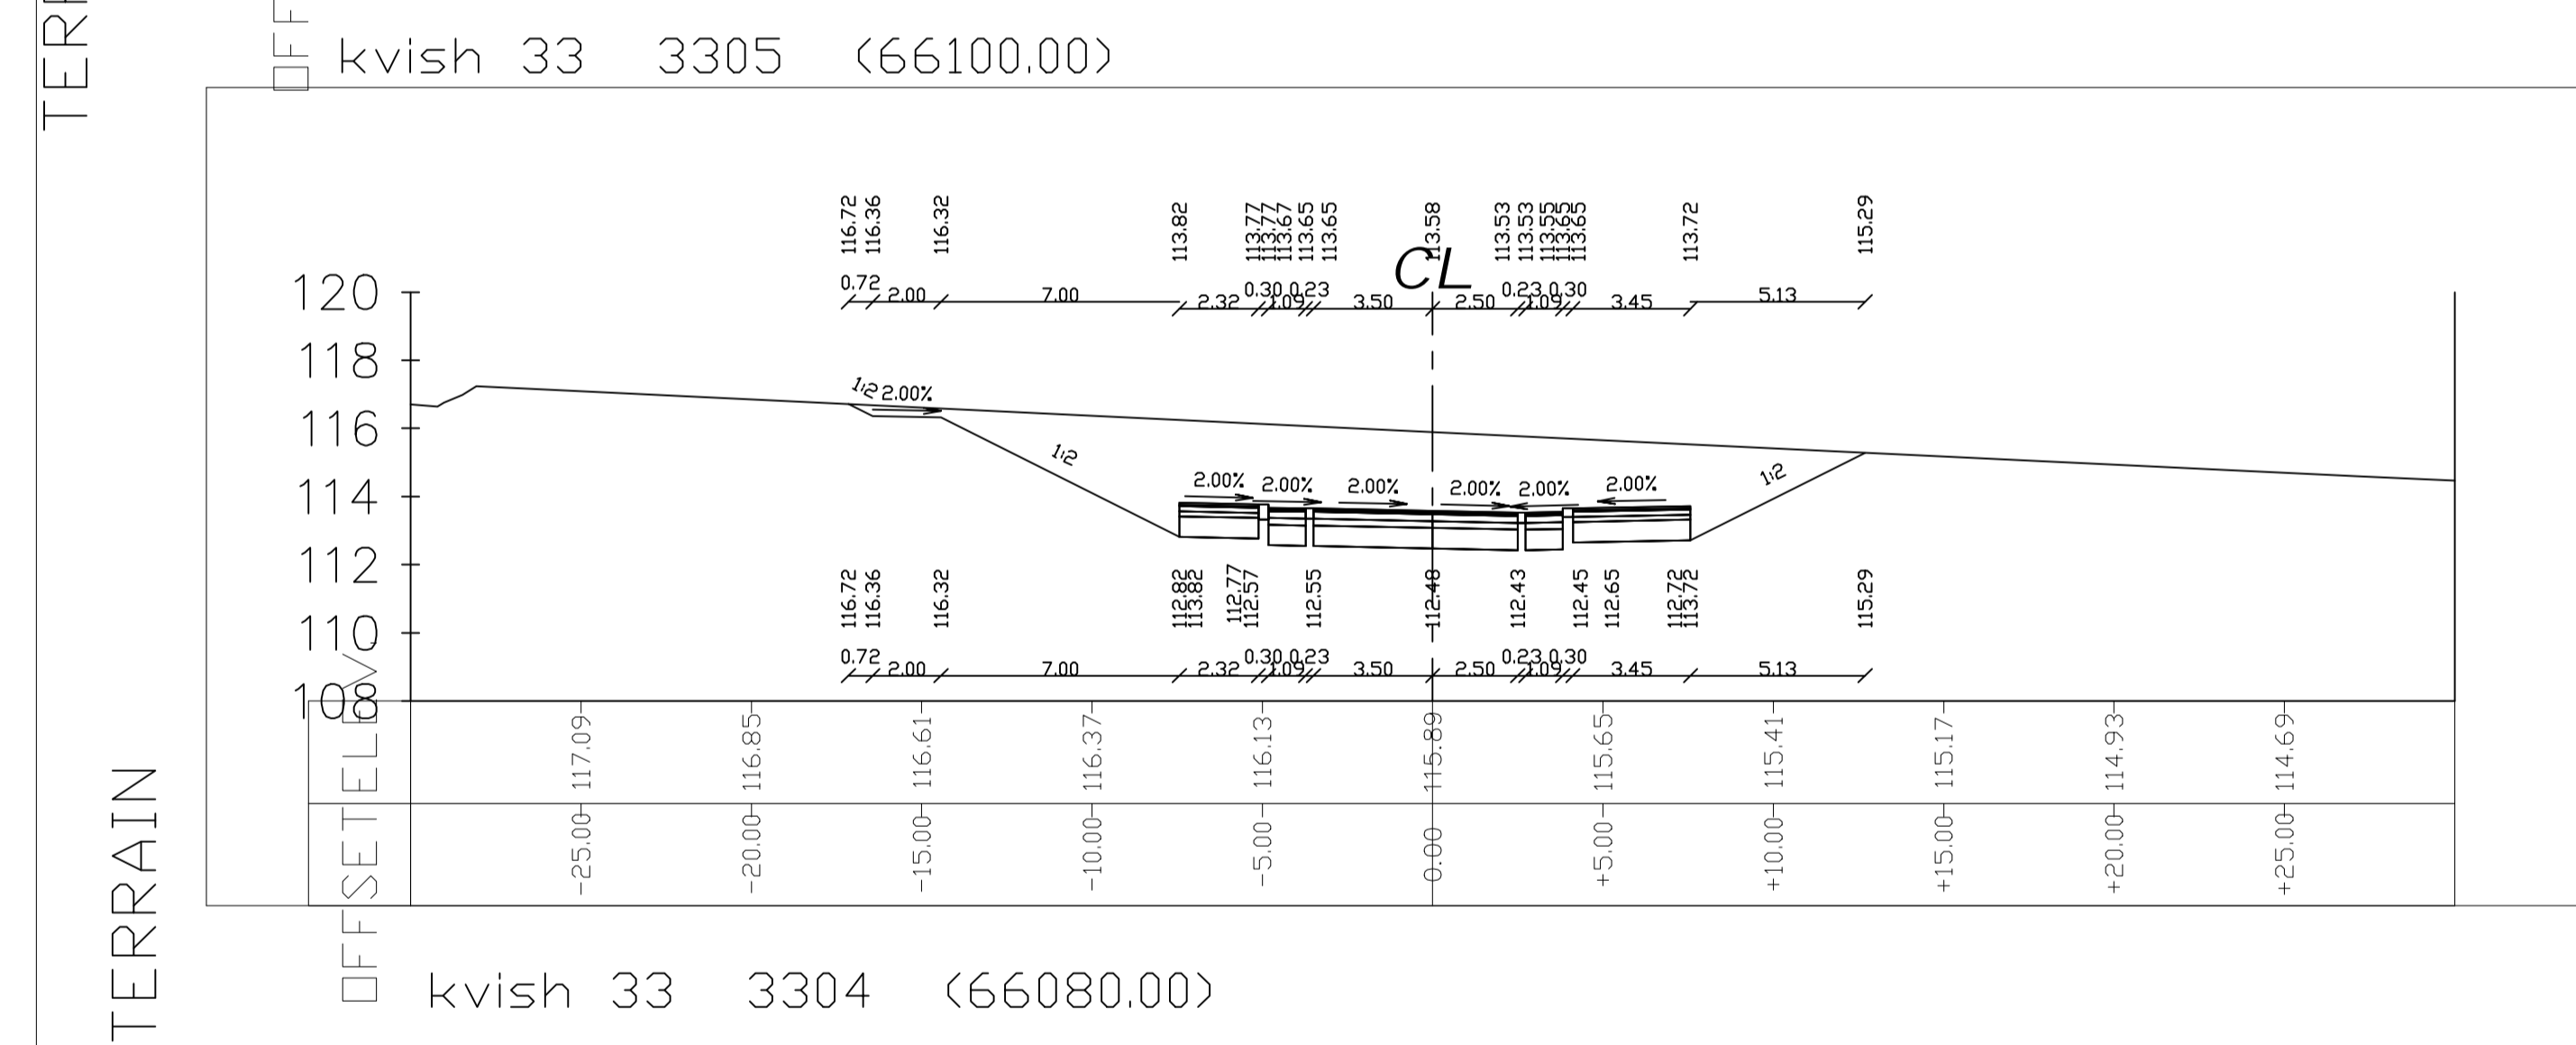 TERR
OFF
kvish 33 3305 (66100.00)
116.72 116.36 116.32 113.82 113.77 113.77 113.67 113.65 113.65 113.58 113.53 113.53 113.55 113.65 113.65 113.72 115.29
CL
0.72 2.00 7.00 2.32 0.30 1.09 0.23 3.50 2.50 0.23 1.09 0.30 3.45 5.13
120
118
116
114
112
110
108
1:2 2.00%
1:2 1:2
2.00% 2.00% 2.00% 2.00% 2.00% 2.00%
116.72 116.36 116.32 112.82 113.82 112.77 112.57 112.55 112.48 112.43 112.45 112.65 112.72 113.72 115.29
0.72 2.00 7.00 2.32 0.30 1.09 0.23 3.50 2.50 0.23 1.09 0.30 3.45 5.13
TERRAIN
ELEV 117.09 116.85 116.61 116.37 116.13 115.89 115.65 115.41 115.17 114.93 114.69
OFFSET -25.00 -20.00 -15.00 -10.00 -5.00 0.00 +5.00 +10.00 +15.00 +20.00 +25.00
kvish 33 3304 (66080.00)